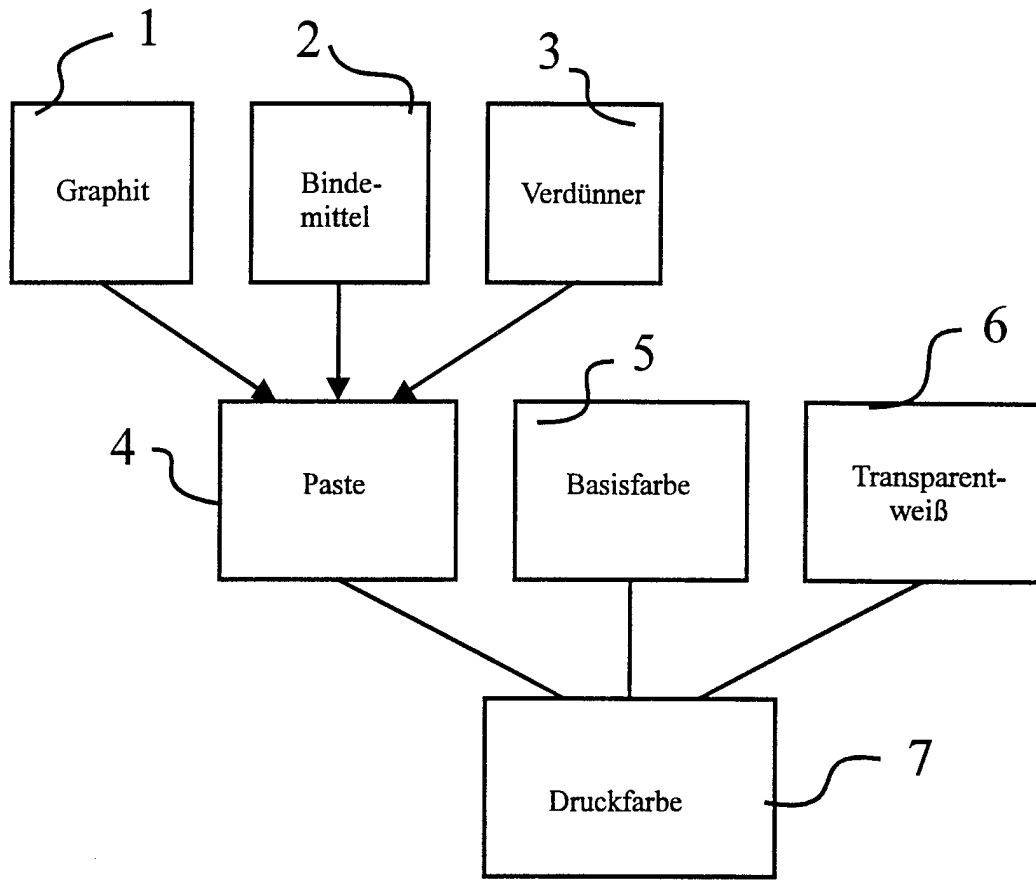 1
2
3
Graphit
Binde-
mittel
Verdünner
4
5
6
Paste
Basisfarbe
Transparent-
weiß
7
Druckfarbe